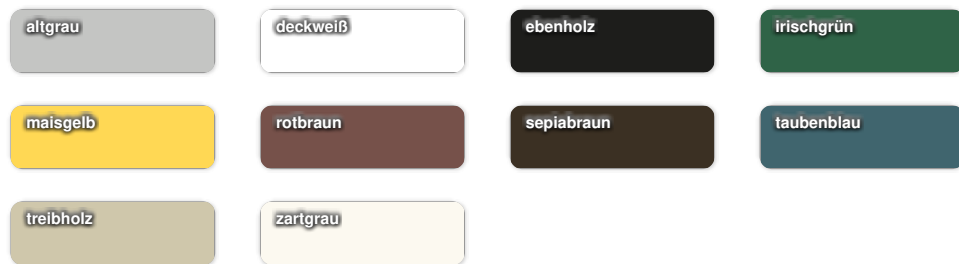 altgrau
deckweiß
ebenholz
irischgrün
maisgelb
rotbraun
sepiabraun
taubenblau
treibholz
zartgrau